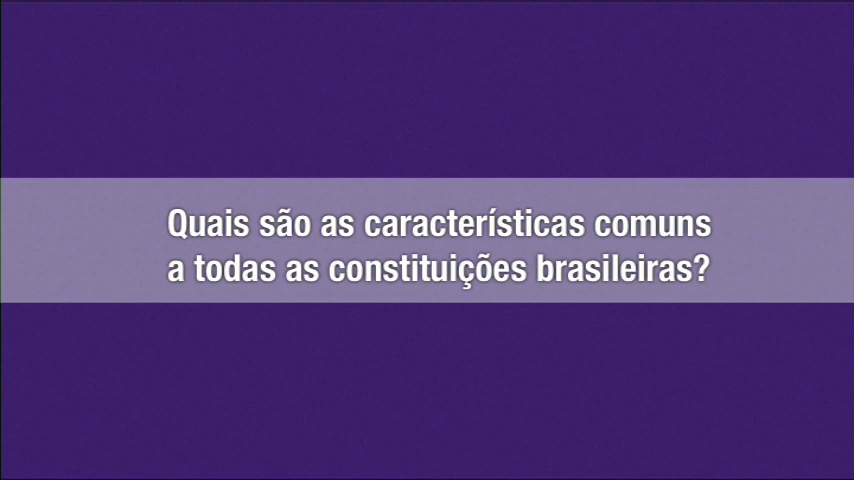 Quais são as características comuns
a todas as constituições brasileiras?